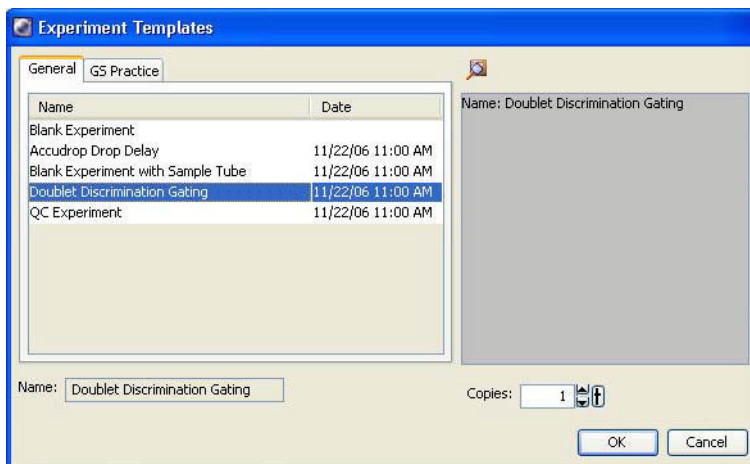 Experiment Templates
General GS Practice
Name Date
Blank Experiment
Accudrop Drop Delay 11/22/06 11:00 AM
Blank Experiment with Sample Tube 11/22/06 11:00 AM
Doublet Discrimination Gating 11/22/06 11:00 AM
QC Experiment 11/22/06 11:00 AM
Name: Doublet Discrimination Gating
Name: Doublet Discrimination Gating
Copies: 1
OK Cancel